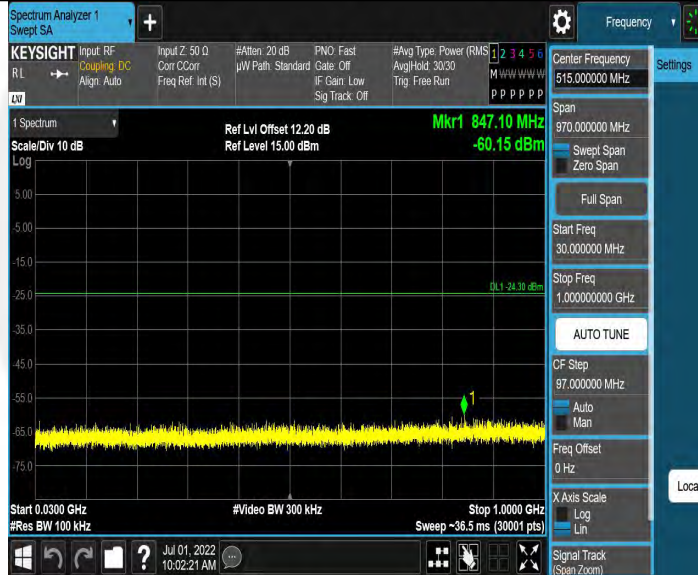 Spectrum Analyzer 1
Swept SA
+
Frequency
KEYSIGHT
RL
LXI
Input: RF
Coupling: DC
Align: Auto
Input Z: 50 Ω
Corr CCorr
Freq Ref: Int (S)
#Atten: 20 dB
µW Path: Standard
PNO: Fast
Gate: Off
IF Gain: Low
Sig Track: Off
#Avg Type: Power (RMS
Avg|Hold: 30/30
Trig: Free Run
1 2 3 4 5 6
M W W W W W
P P P P P P
Center Frequency
515.000000 MHz
Settings
Span
970.000000 MHz
Swept Span
Zero Span
Full Span
Start Freq
30.000000 MHz
Stop Freq
1.000000000 GHz
AUTO TUNE
CF Step
97.000000 MHz
Auto
Man
Freq Offset
0 Hz
X Axis Scale
Log
Lin
Signal Track
(Span Zoom)
Loca
1 Spectrum
Scale/Div 10 dB
Ref Lvl Offset 12.20 dB
Ref Level 15.00 dBm
Mkr1 847.10 MHz
-60.15 dBm
Log
5.00
-5.00
-15.0
-25.0
DL1 -24.30 dBm
-35.0
-45.0
-55.0
1
-65.0
-75.0
Start 0.0300 GHz
#Video BW 300 kHz
Stop 1.0000 GHz
#Res BW 100 kHz
Sweep ~36.5 ms (30001 pts)
?
Jul 01, 2022
10:02:21 AM